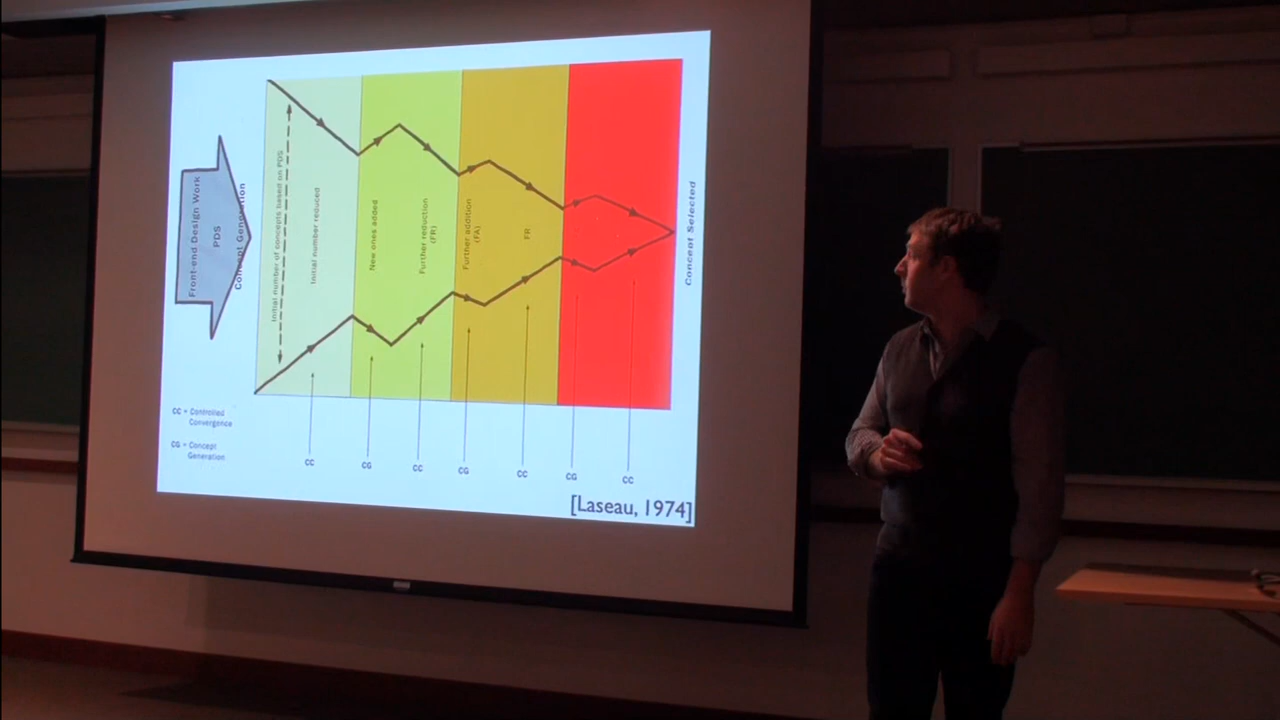 Front-end Design Work
PDS
Concept Generation
Initial number of concepts based on PDS
Initial number reduced
New ones added
Further reduction
(FR)
Further addition
(FA)
FR
Concept Selected
CC = Controlled
Convergence
CG = Concept
Generation
CC
CG
CC
CG
CC
CG
CC
[Laseau, 1974]